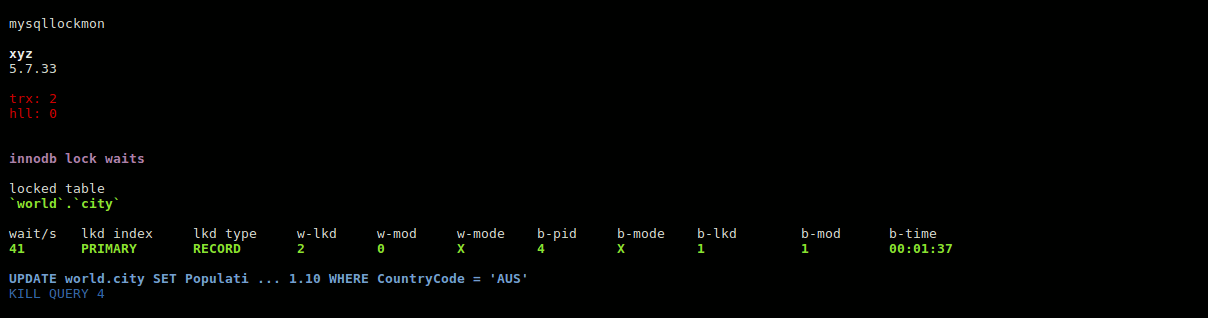 mysqllockmon
xyz
5.7.33
trx: 2
hll: 0
innodb lock waits
locked table
`world`.`city`
wait/s lkd index lkd type w-lkd w-mod w-mode b-pid b-mode b-lkd b-mod b-time
41 PRIMARY RECORD 2 0 X 4 X 1 1 00:01:37
UPDATE world.city SET Populati ... 1.10 WHERE CountryCode = 'AUS'
KILL QUERY 4